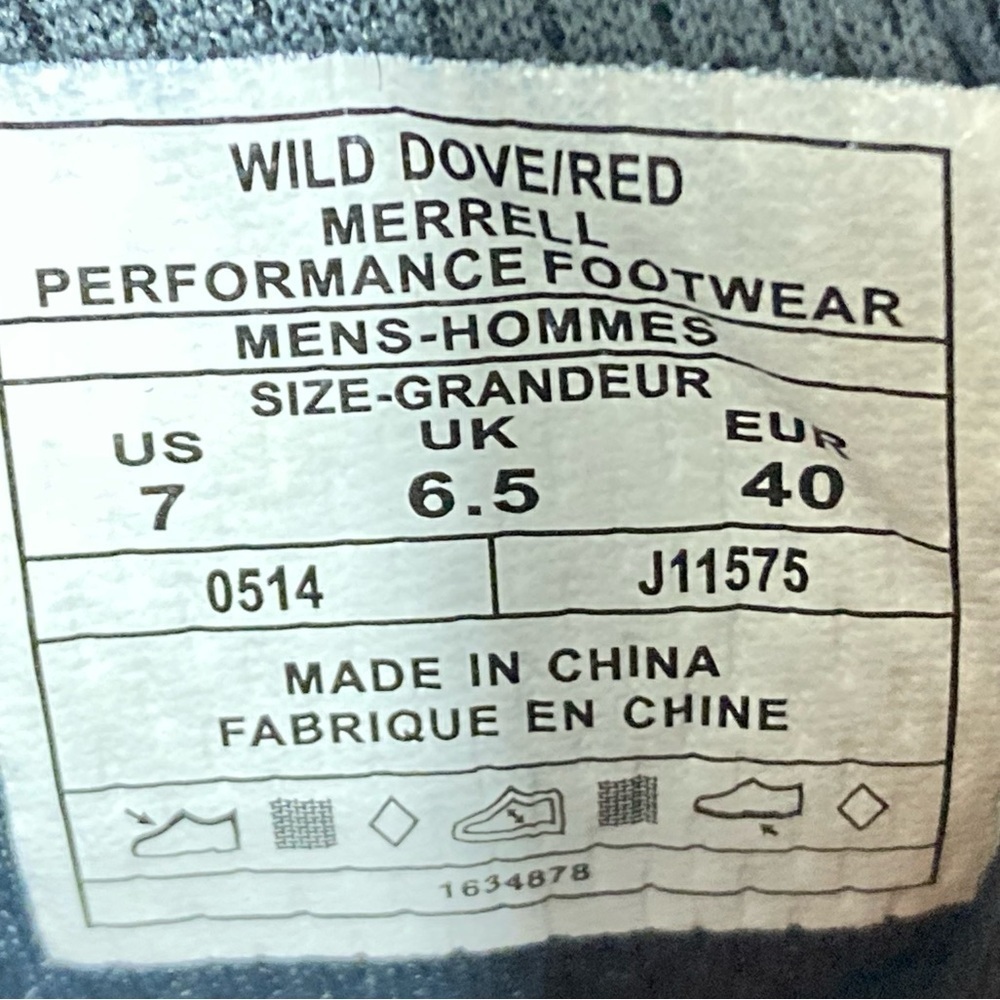 WILD DOVE/RED
MERRELL
PERFORMANCE FOOTWEAR
MENS-HOMMES
SIZE-GRANDEUR
US UK EUR
7 6.5 40
0514 J11575
MADE IN CHINA
FABRIQUE EN CHINE
1634878